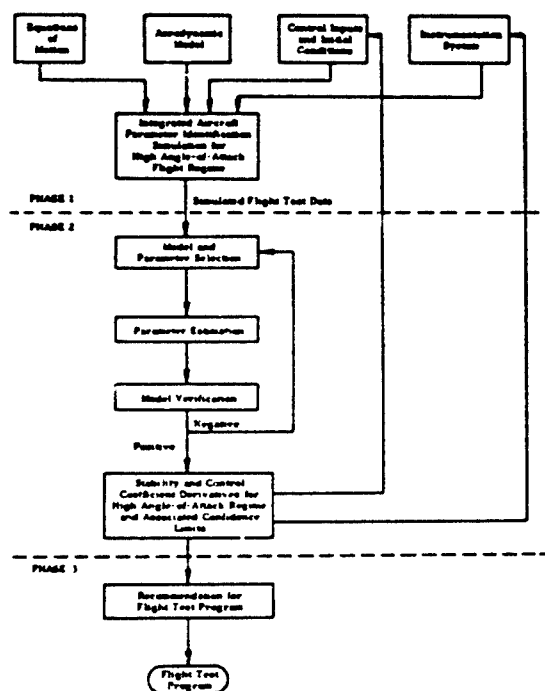 Equations
of
Motion
Aerodynamic
Model
Control Inputs
and Initial
Conditions
Instrumentation
System
Integrated Aircraft
Parameter Identification
Simulation for
High Angle-of-Attack
Flight Regime
PHASE 1
Simulated Flight Test Data
PHASE 2
Model and
Parameter Selection
Parameter Estimation
Model Verification
Negative
Positive
Stability and Control
Coefficient Derivatives for
High Angle-of-Attack Regime
and Associated Confidence
Limits
PHASE 3
Recommendation for
Flight Test Program
Flight Test
Program